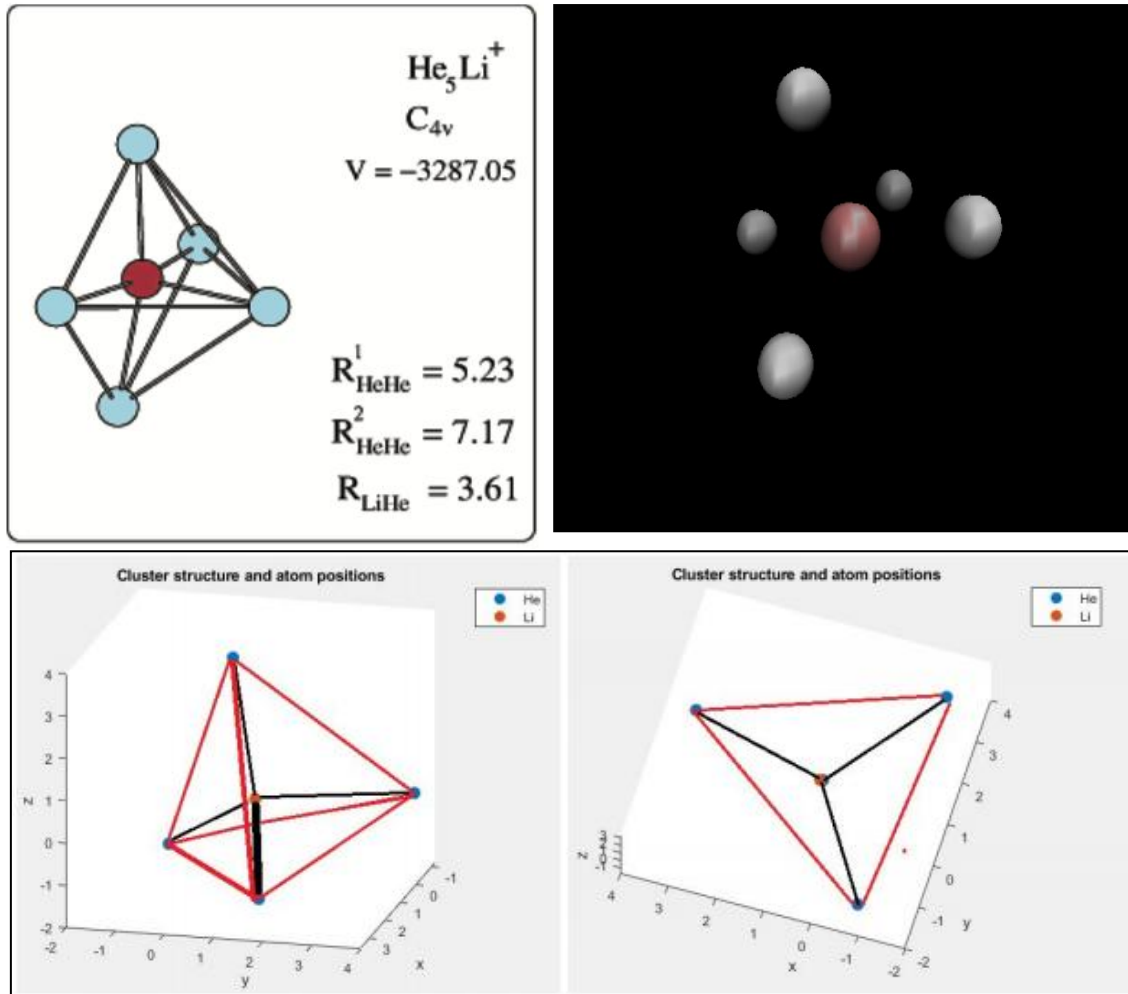 He₅Li⁺
C₄ᵥ
V = −3287.05
R¹HeHe = 5.23
R²HeHe = 7.17
RLiHe = 3.61
Cluster structure and atom positions
He
Li
4
3
2
1
0
-1
-2
z
-2
-1
0
1
2
3
4
y
3
2
1
0
-1
x
Cluster structure and atom positions
He
Li
z
4
3
2
1
0
-1
-2
x
4
3
2
1
0
-1
-2
y